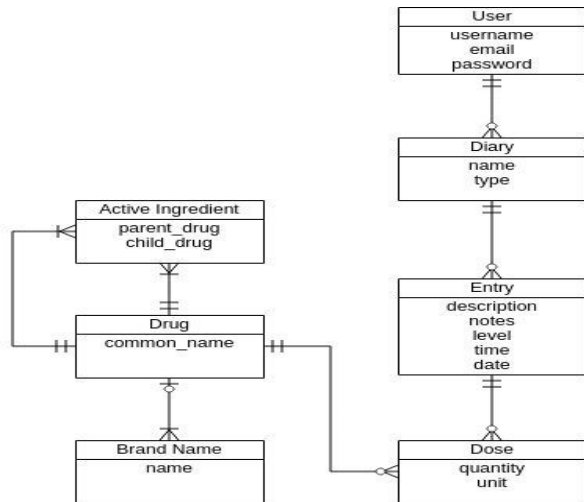 User
username
email
password
Diary
name
type
Active Ingredient
parent_drug
child_drug
Entry
description
notes
level
time
date
Drug
common_name
Brand Name
name
Dose
quantity
unit